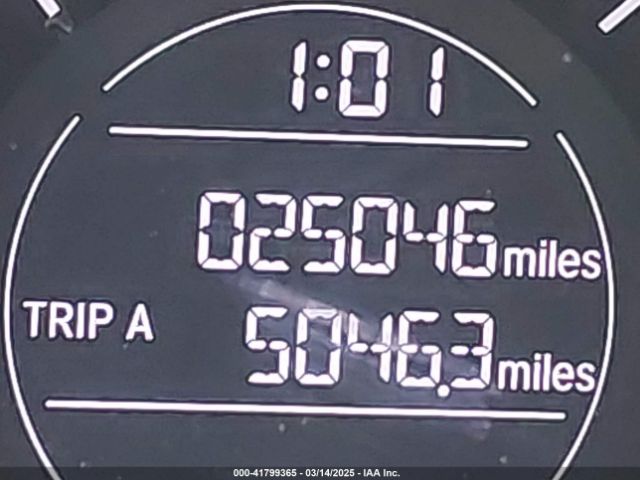 1:01
025046 miles
TRIP A 5046.3 miles
000-41799365 - 03/14/2025 - IAA Inc.